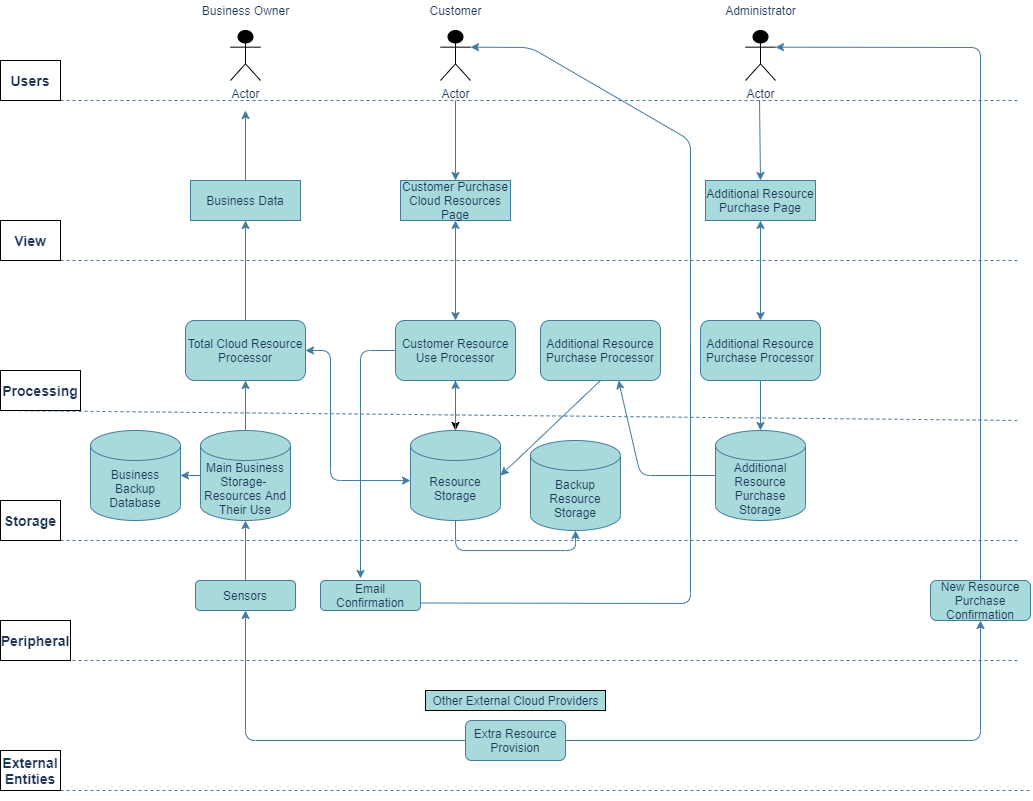 Business Owner
Customer
Administrator
Users
Actor
Actor
Actor
Business Data
Customer Purchase
Cloud Resources
Page
Additional Resource
Purchase Page
View
Total Cloud Resource
Processor
Customer Resource
Use Processor
Additional Resource
Purchase Processor
Additional Resource
Purchase Processor
Processing
Business
Backup
Database
Main Business
Storage-
Resources And
Their Use
Resource
Storage
Backup
Resource
Storage
Additional
Resource
Purchase
Storage
Storage
Sensors
Email
Confirmation
New Resource
Purchase
Confirmation
Peripheral
Other External Cloud Providers
Extra Resource
Provision
External
Entities